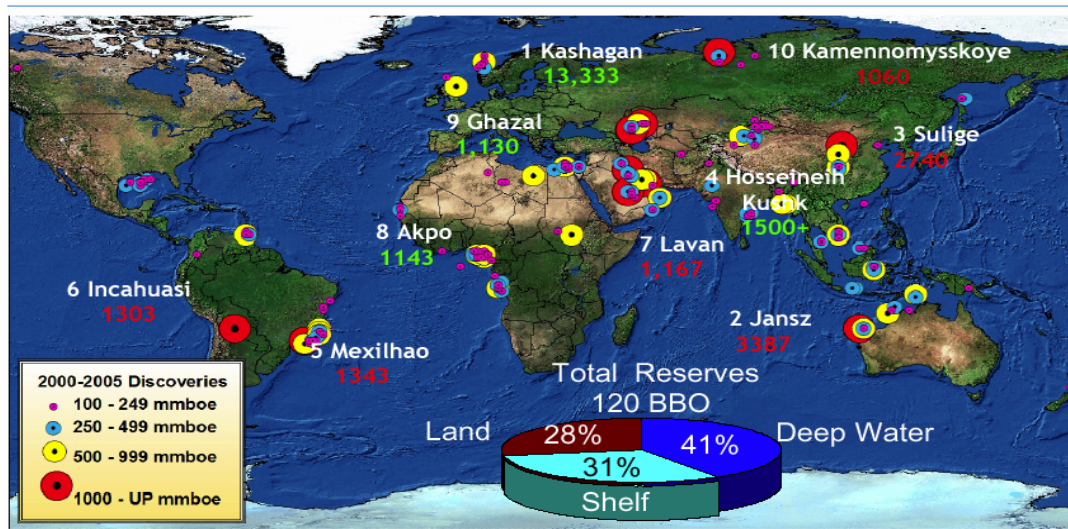 1 Kashagan
13,333
10 Kamennomysskoye
1060
9 Ghazal
1,130
3 Sulige
2740
4 Hosseineih
Kushk
1500+
8 Akpo
1143
7 Lavan
1,167
6 Incahuasi
1303
2 Jansz
3387
5 Mexilhao
1343
Total Reserves
120 BBO
Land
28%
41%
Deep Water
31%
Shelf
2000-2005 Discoveries
100 - 249 mmboe
250 - 499 mmboe
500 - 999 mmboe
1000 - UP mmboe